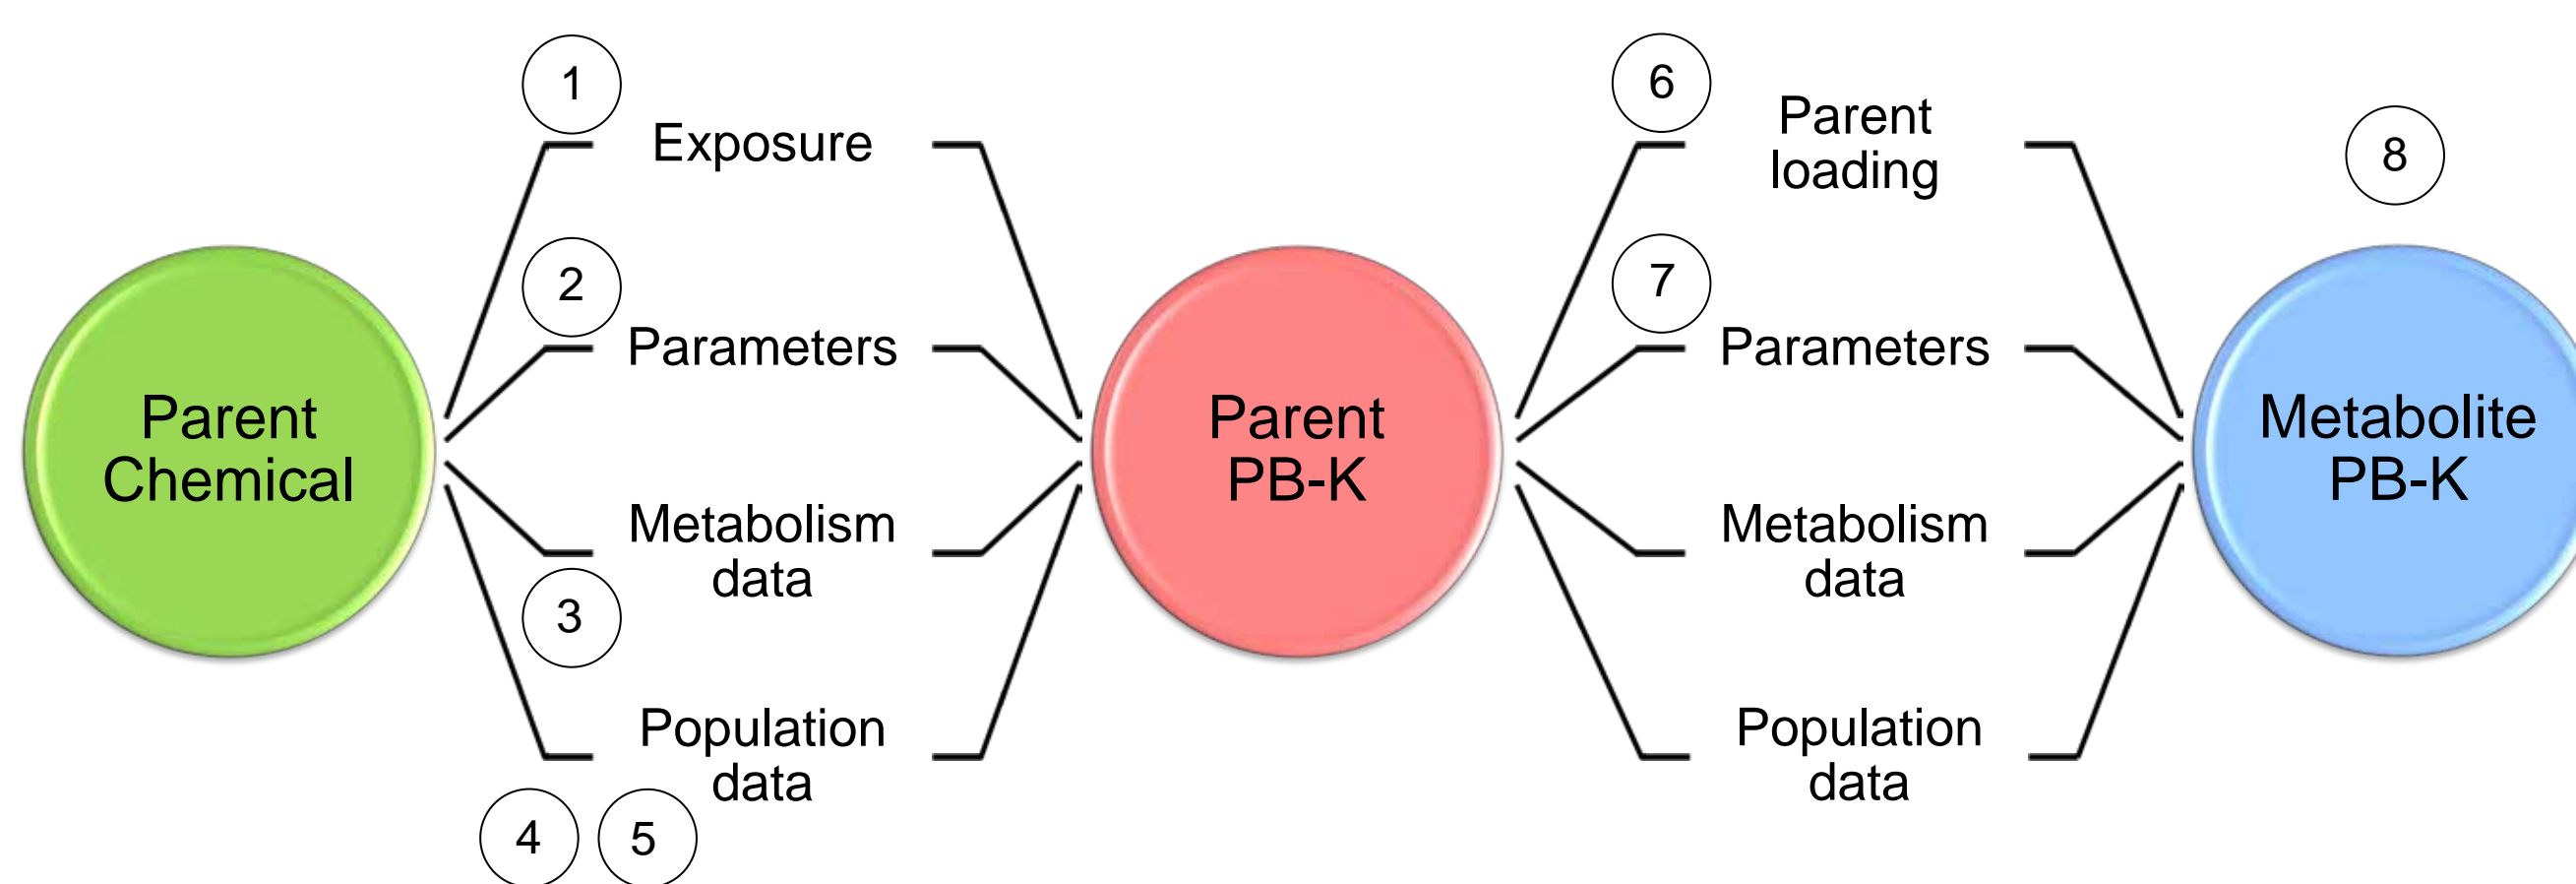 Parent
Chemical
1
Exposure
2
Parameters
Metabolism
data
3
Population
data
4
5
Parent
PB-K
6
Parent
loading
7
Parameters
Metabolism
data
Population
data
8
Metabolite
PB-K